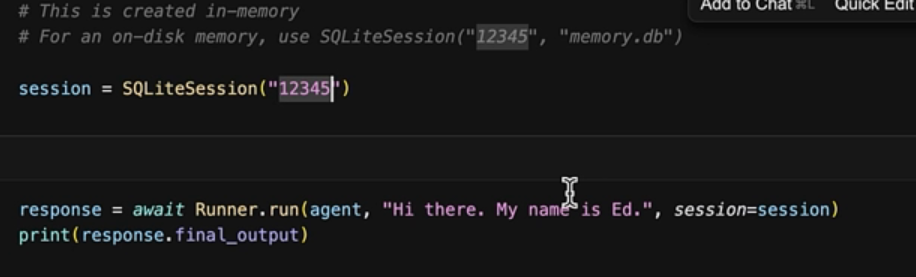 # This is created in-memory
Add to Chat ⌘L Quick Edit
# For an on-disk memory, use SQLiteSession("12345", "memory.db")
session = SQLiteSession("12345")
response = await Runner.run(agent, "Hi there. My name is Ed.", session=session)
print(response.final_output)